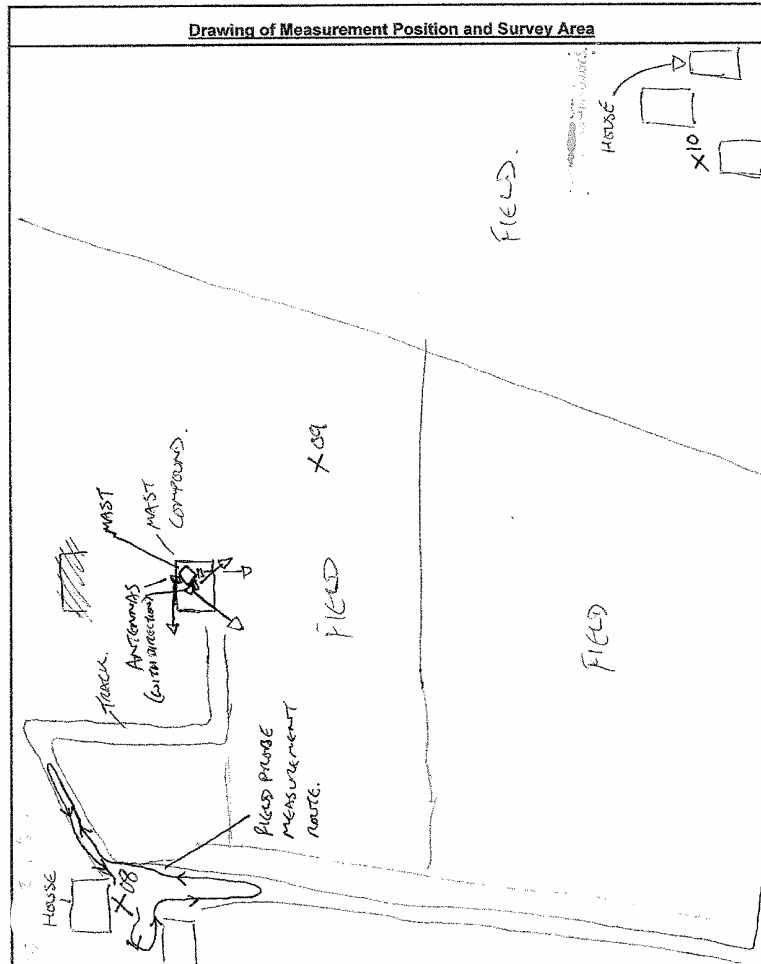 Drawing of Measurement Position and Survey Area
HOUSE
X10
FIELD.
X09
MAST
MAST
COMPOUND.
ANTENNAS
(WITH DIRECTION)
TRACK.
FIELD
FIELD
FIELD PROBE
MEASUREMENT
ROUTE.
HOUSE
X08